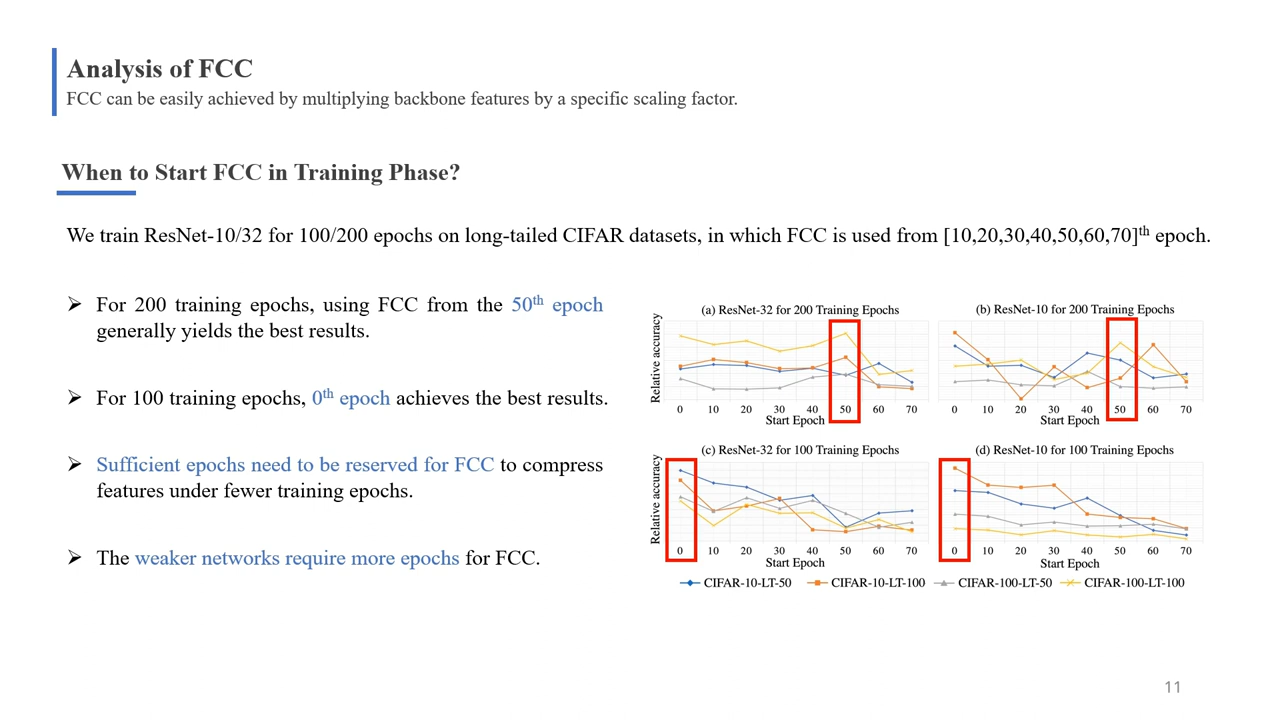 Analysis of FCC
FCC can be easily achieved by multiplying backbone features by a specific scaling factor.
When to Start FCC in Training Phase?
We train ResNet-10/32 for 100/200 epochs on long-tailed CIFAR datasets, in which FCC is used from [10,20,30,40,50,60,70]th epoch.
➢ For 200 training epochs, using FCC from the 50th epoch
generally yields the best results.
➢ For 100 training epochs, 0th epoch achieves the best results.
➢ Sufficient epochs need to be reserved for FCC to compress
features under fewer training epochs.
➢ The weaker networks require more epochs for FCC.
(a) ResNet-32 for 200 Training Epochs
Relative accuracy
0 10 20 30 40 50 60 70
Start Epoch
(b) ResNet-10 for 200 Training Epochs
0 10 20 30 40 50 60 70
Start Epoch
(c) ResNet-32 for 100 Training Epochs
Relative accuracy
0 10 20 30 40 50 60 70
Start Epoch
(d) ResNet-10 for 100 Training Epochs
0 10 20 30 40 50 60 70
Start Epoch
CIFAR-10-LT-50 CIFAR-10-LT-100 CIFAR-100-LT-50 CIFAR-100-LT-100
11